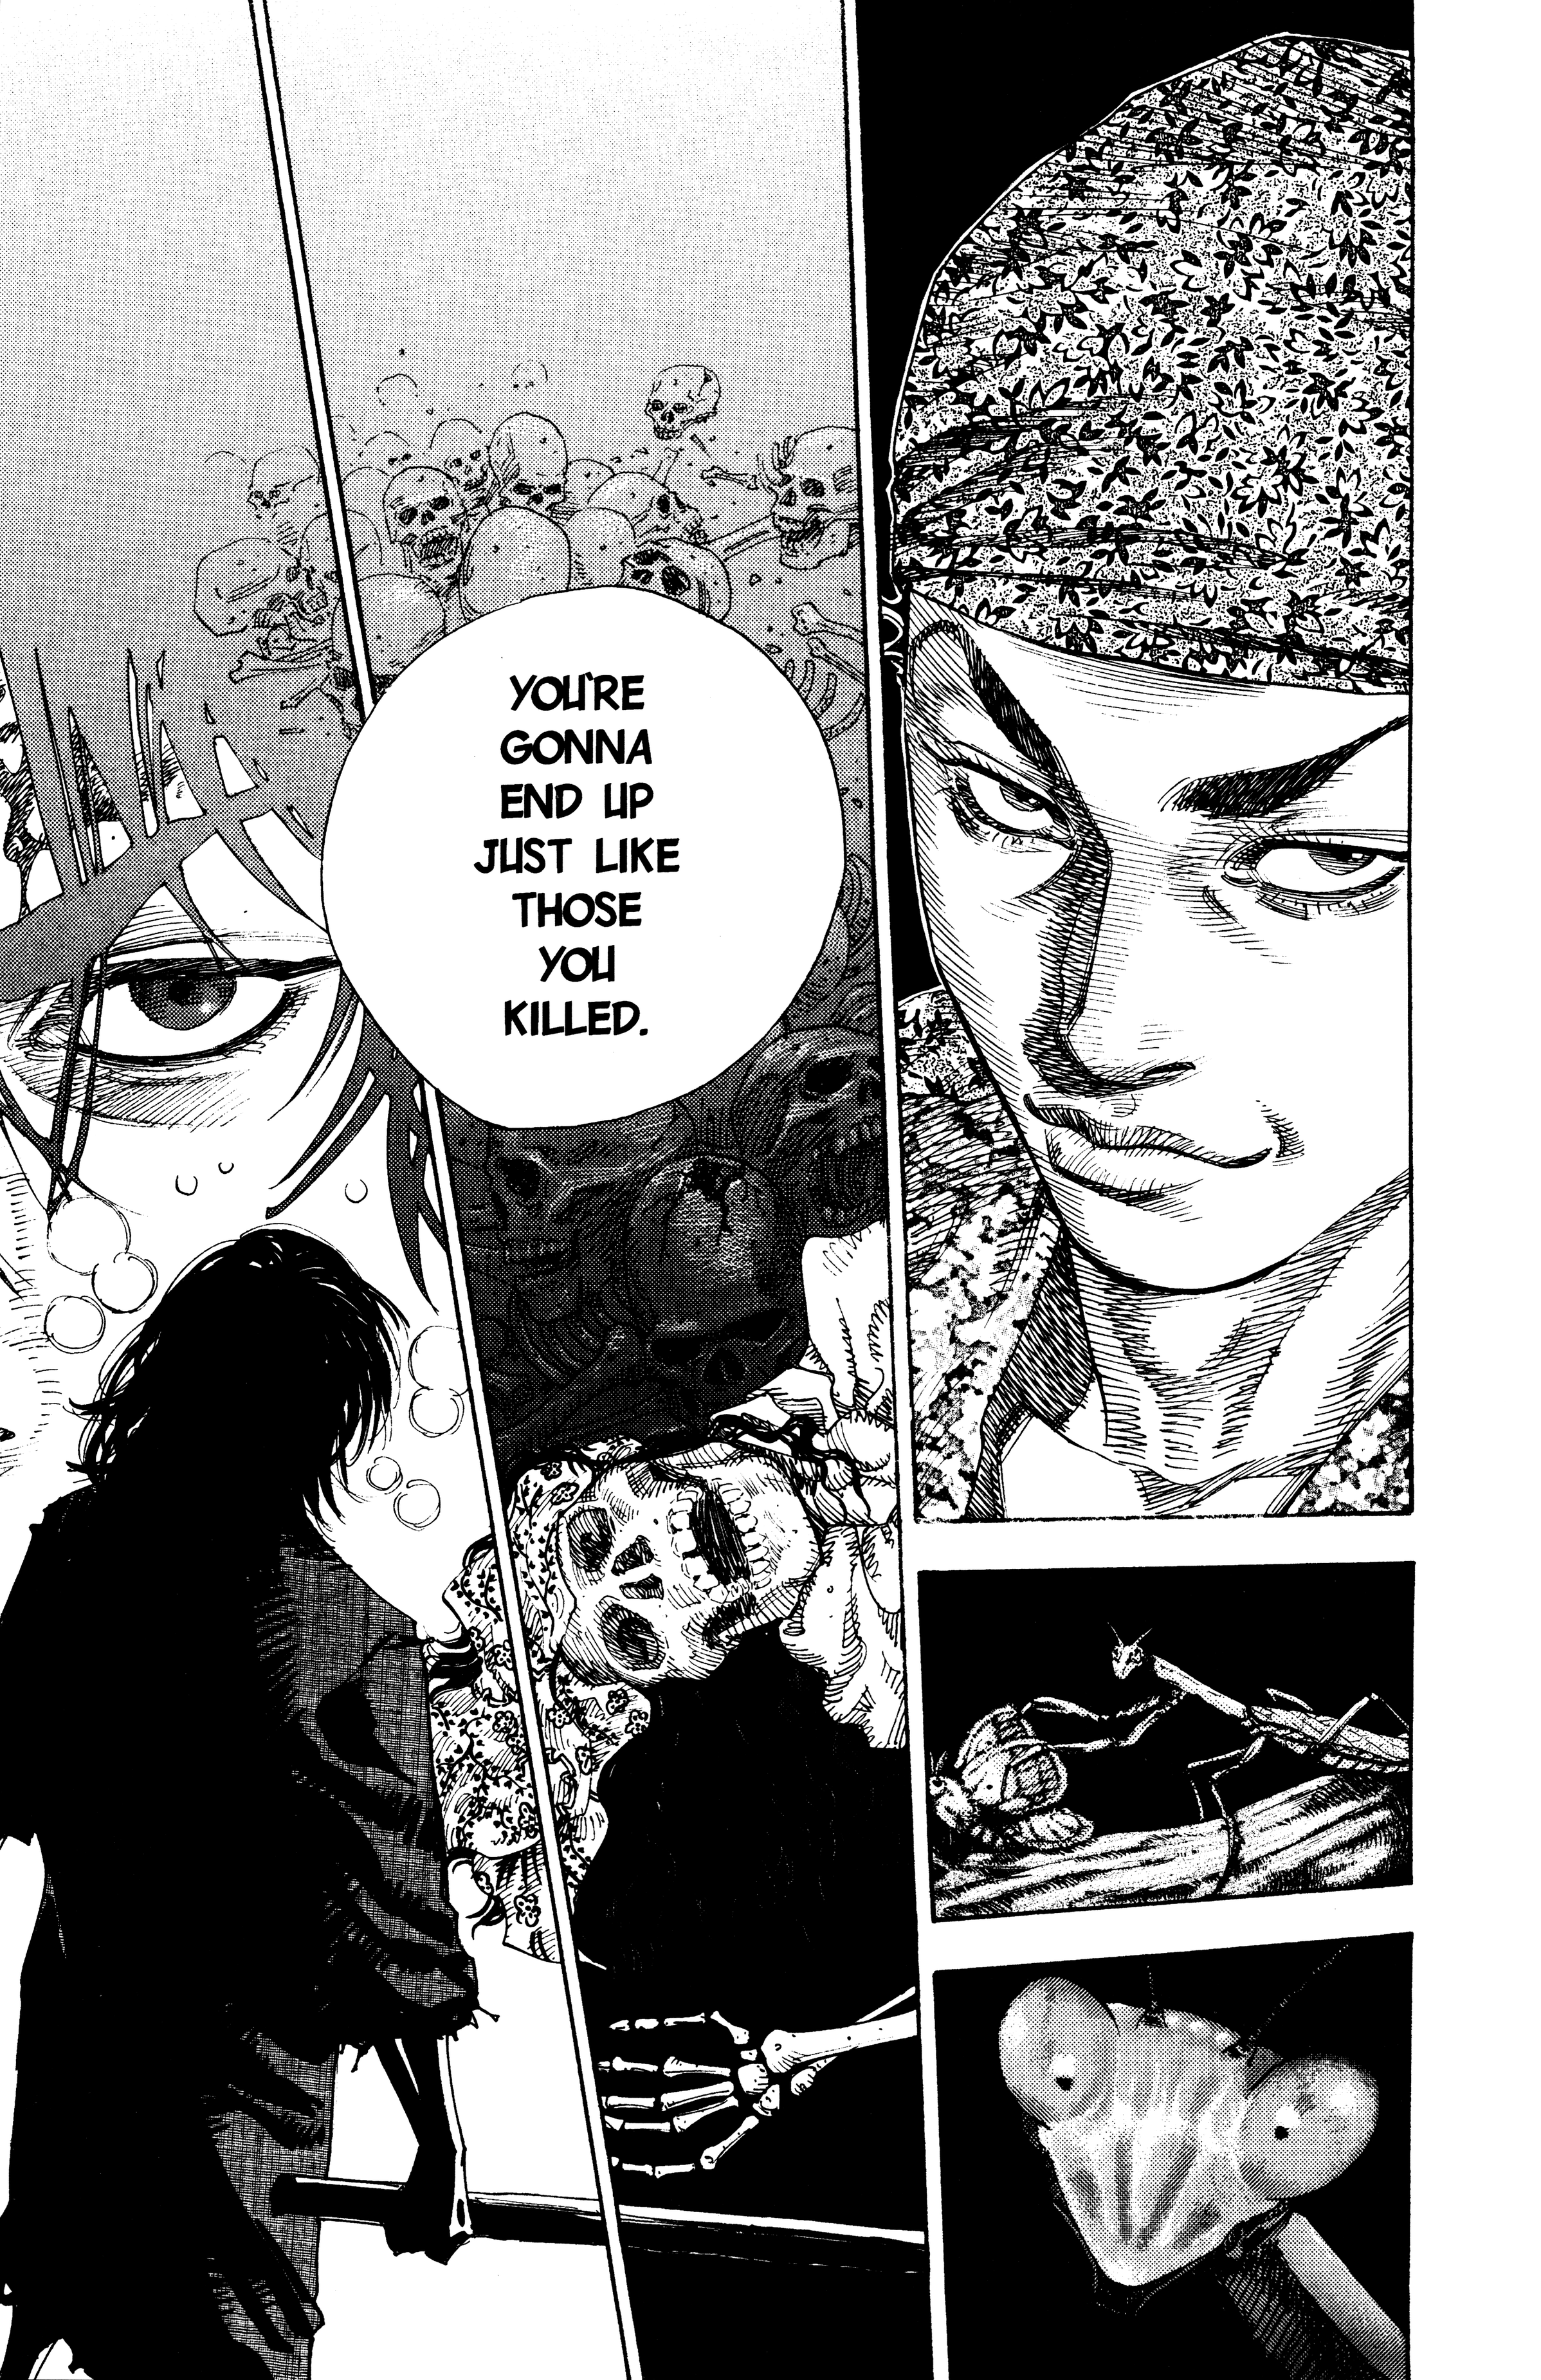 YOU'RE
GONNA
END UP
JUST LIKE
THOSE
YOU
KILLED.